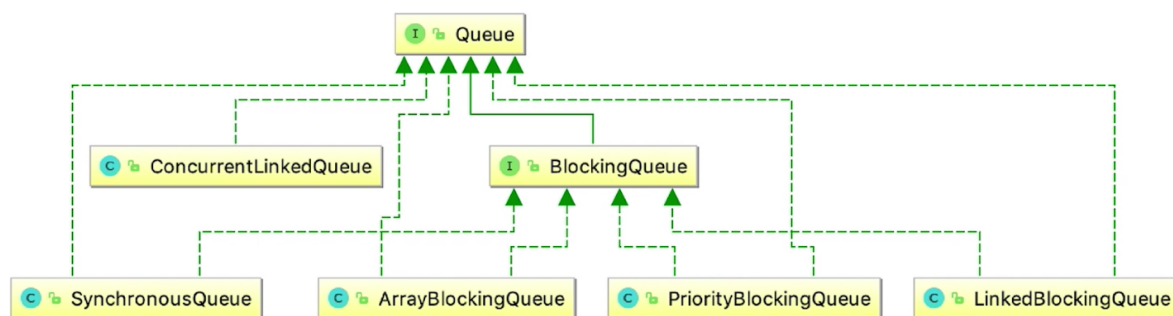 I Queue
C ConcurrentLinkedQueue
I BlockingQueue
C SynchronousQueue
C ArrayBlockingQueue
C PriorityBlockingQueue
C LinkedBlockingQueue